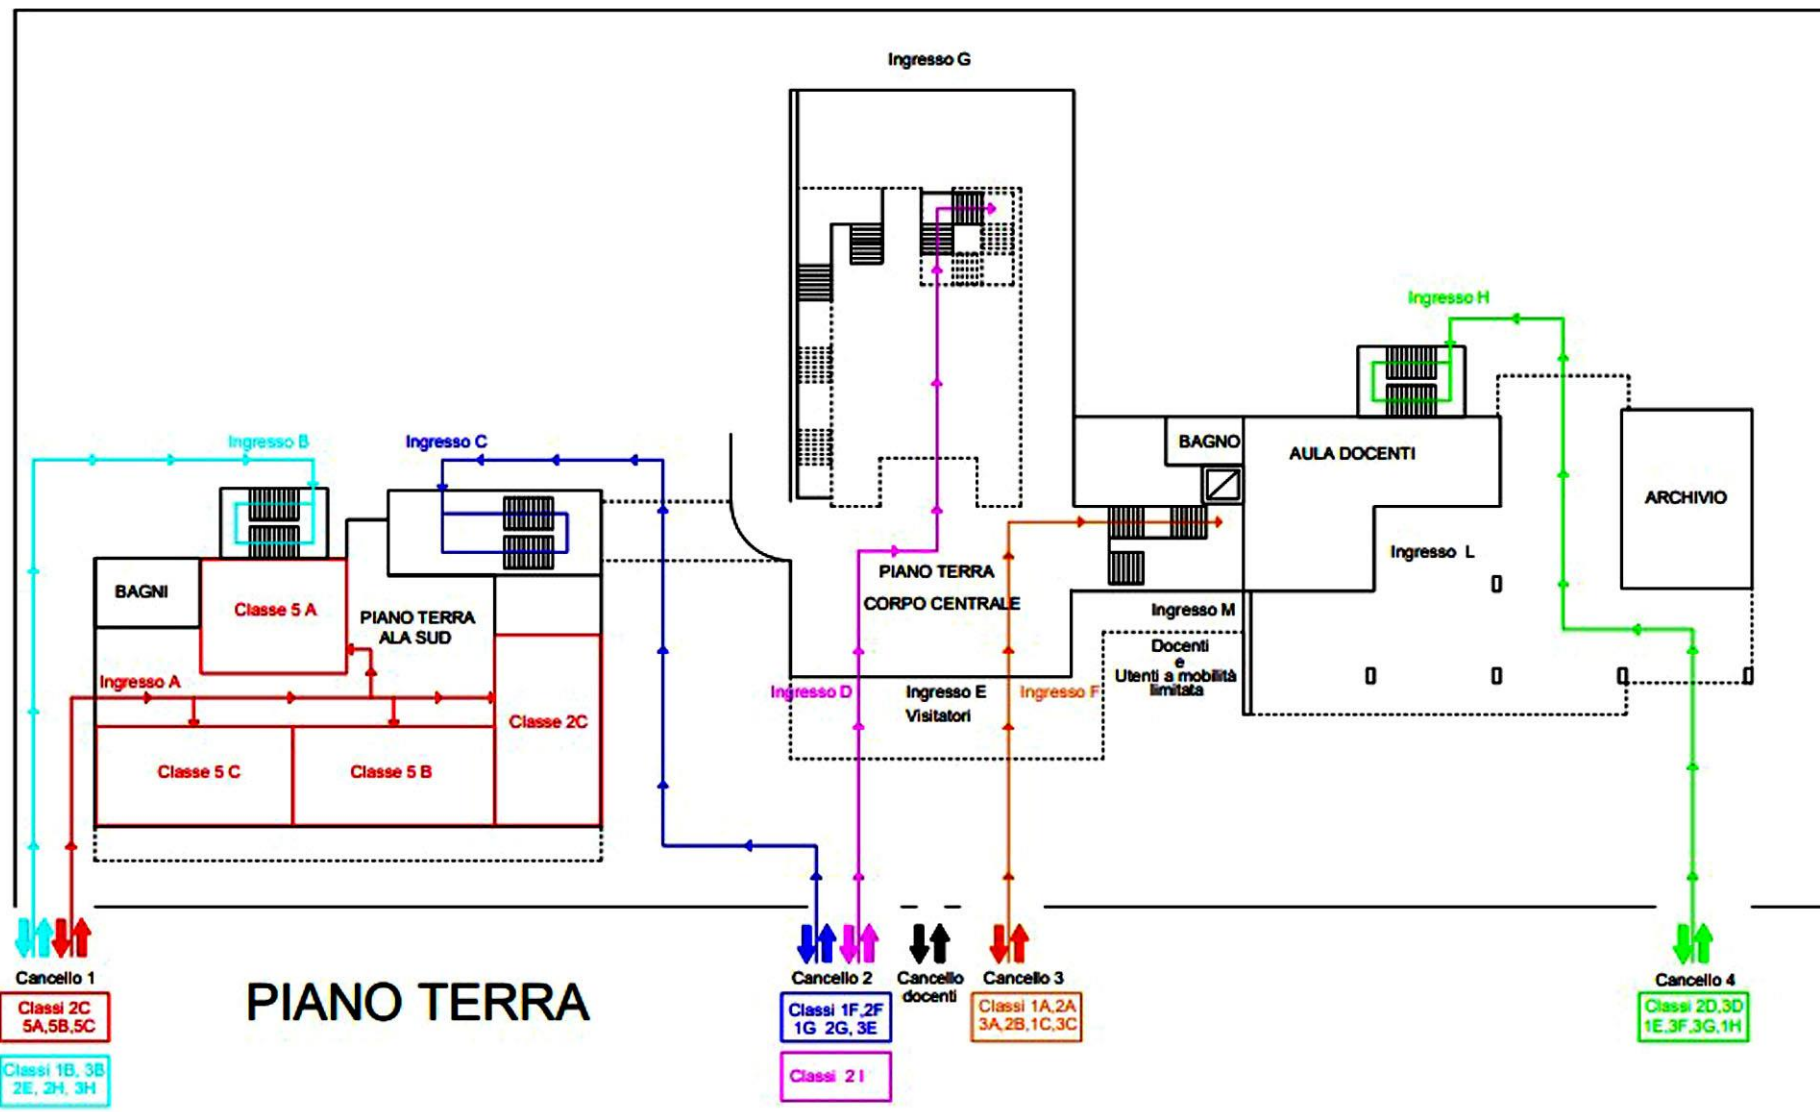 Ingresso G
Ingresso H
Ingresso B
Ingresso C
BAGNO
AULA DOCENTI
ARCHIVIO
Ingresso L
BAGNI
Classe 5 A
PIANO TERRA
ALA SUD
PIANO TERRA
CORPO CENTRALE
Ingresso M
Docenti
e
Utenti a mobilità
limitata
Ingresso A
Ingresso D
Ingresso E
Visitatori
Ingresso F
Classe 2C
Classe 5 C
Classe 5 B
Cancello 1
Classi 2C
5A,5B,5C
Classi 1B, 3B
2E, 2H, 3H
PIANO TERRA
Cancello 2
Classi 1F,2F
1G 2G, 3E
Classi 2 I
Cancello
docenti
Cancello 3
Classi 1A,2A
3A,2B,1C,3C
Cancello 4
Classi 2D,3D
1E,3F,3G,1H